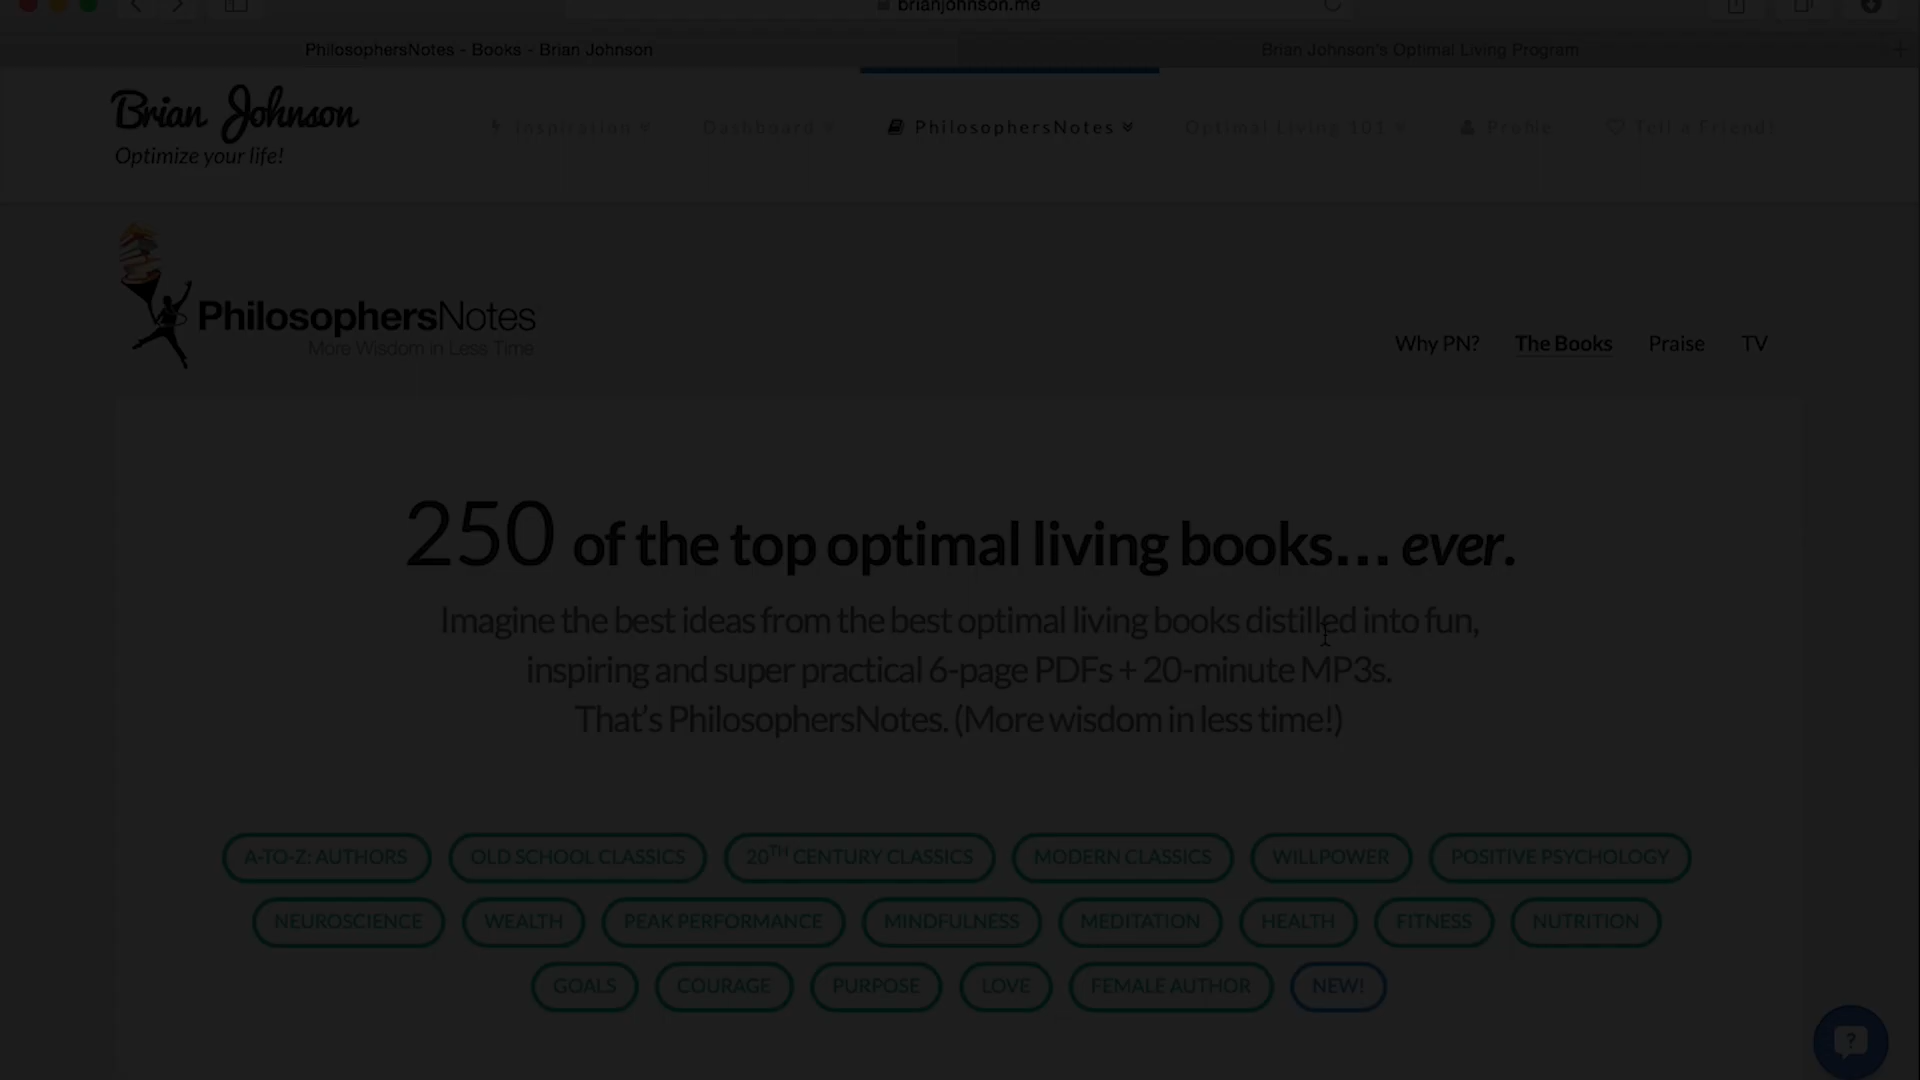 brianjohnson.me
PhilosophersNotes - Books - Brian Johnson
Brian Johnson's Optimal Living Program
Brian Johnson
Optimize your life!
Inspiration
Dashboard
PhilosophersNotes
Optimal Living 101
Profile
Tell a Friend!
PhilosophersNotes
More Wisdom in Less Time
Why PN?
The Books
Praise
TV
250 of the top optimal living books... ever.
Imagine the best ideas from the best optimal living books distilled into fun,
inspiring and super practical 6-page PDFs + 20-minute MP3s.
That's PhilosophersNotes. (More wisdom in less time!)
A-TO-Z: AUTHORS
OLD SCHOOL CLASSICS
20TH CENTURY CLASSICS
MODERN CLASSICS
WILLPOWER
POSITIVE PSYCHOLOGY
NEUROSCIENCE
WEALTH
PEAK PERFORMANCE
MINDFULNESS
MEDITATION
HEALTH
FITNESS
NUTRITION
GOALS
COURAGE
PURPOSE
LOVE
FEMALE AUTHOR
NEW!
?